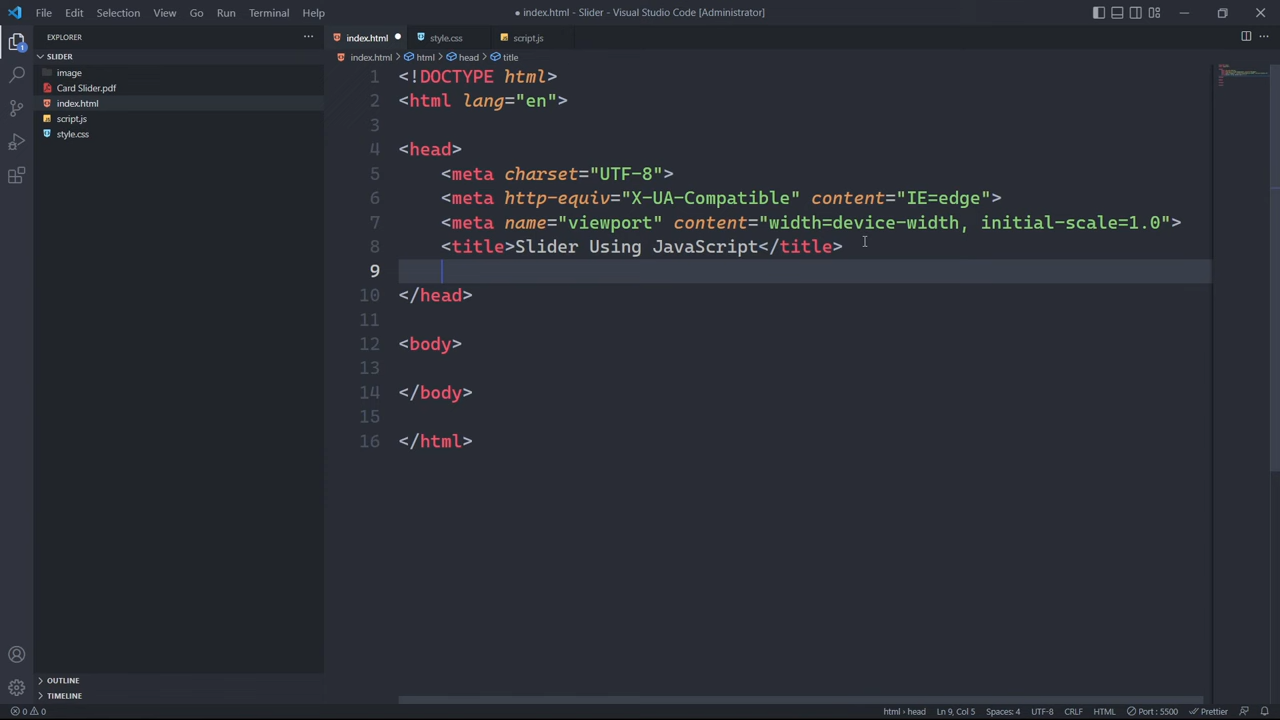 File Edit Selection View Go Run Terminal Help
● index.html - Slider - Visual Studio Code [Administrator]
EXPLORER
index.html
style.css
script.js
SLIDER
index.html > html > head > title
image
Card Slider.pdf
index.html
script.js
style.css
1 <!DOCTYPE html>
2 <html lang="en">
3
4 <head>
5 <meta charset="UTF-8">
6 <meta http-equiv="X-UA-Compatible" content="IE=edge">
7 <meta name="viewport" content="width=device-width, initial-scale=1.0">
8 <title>Slider Using JavaScript</title>
9
10 </head>
11
12 <body>
13
14 </body>
15
16 </html>
OUTLINE
TIMELINE
1
0 0
html > head Ln 9, Col 5 Spaces: 4 UTF-8 CRLF HTML Port : 5500 Prettier